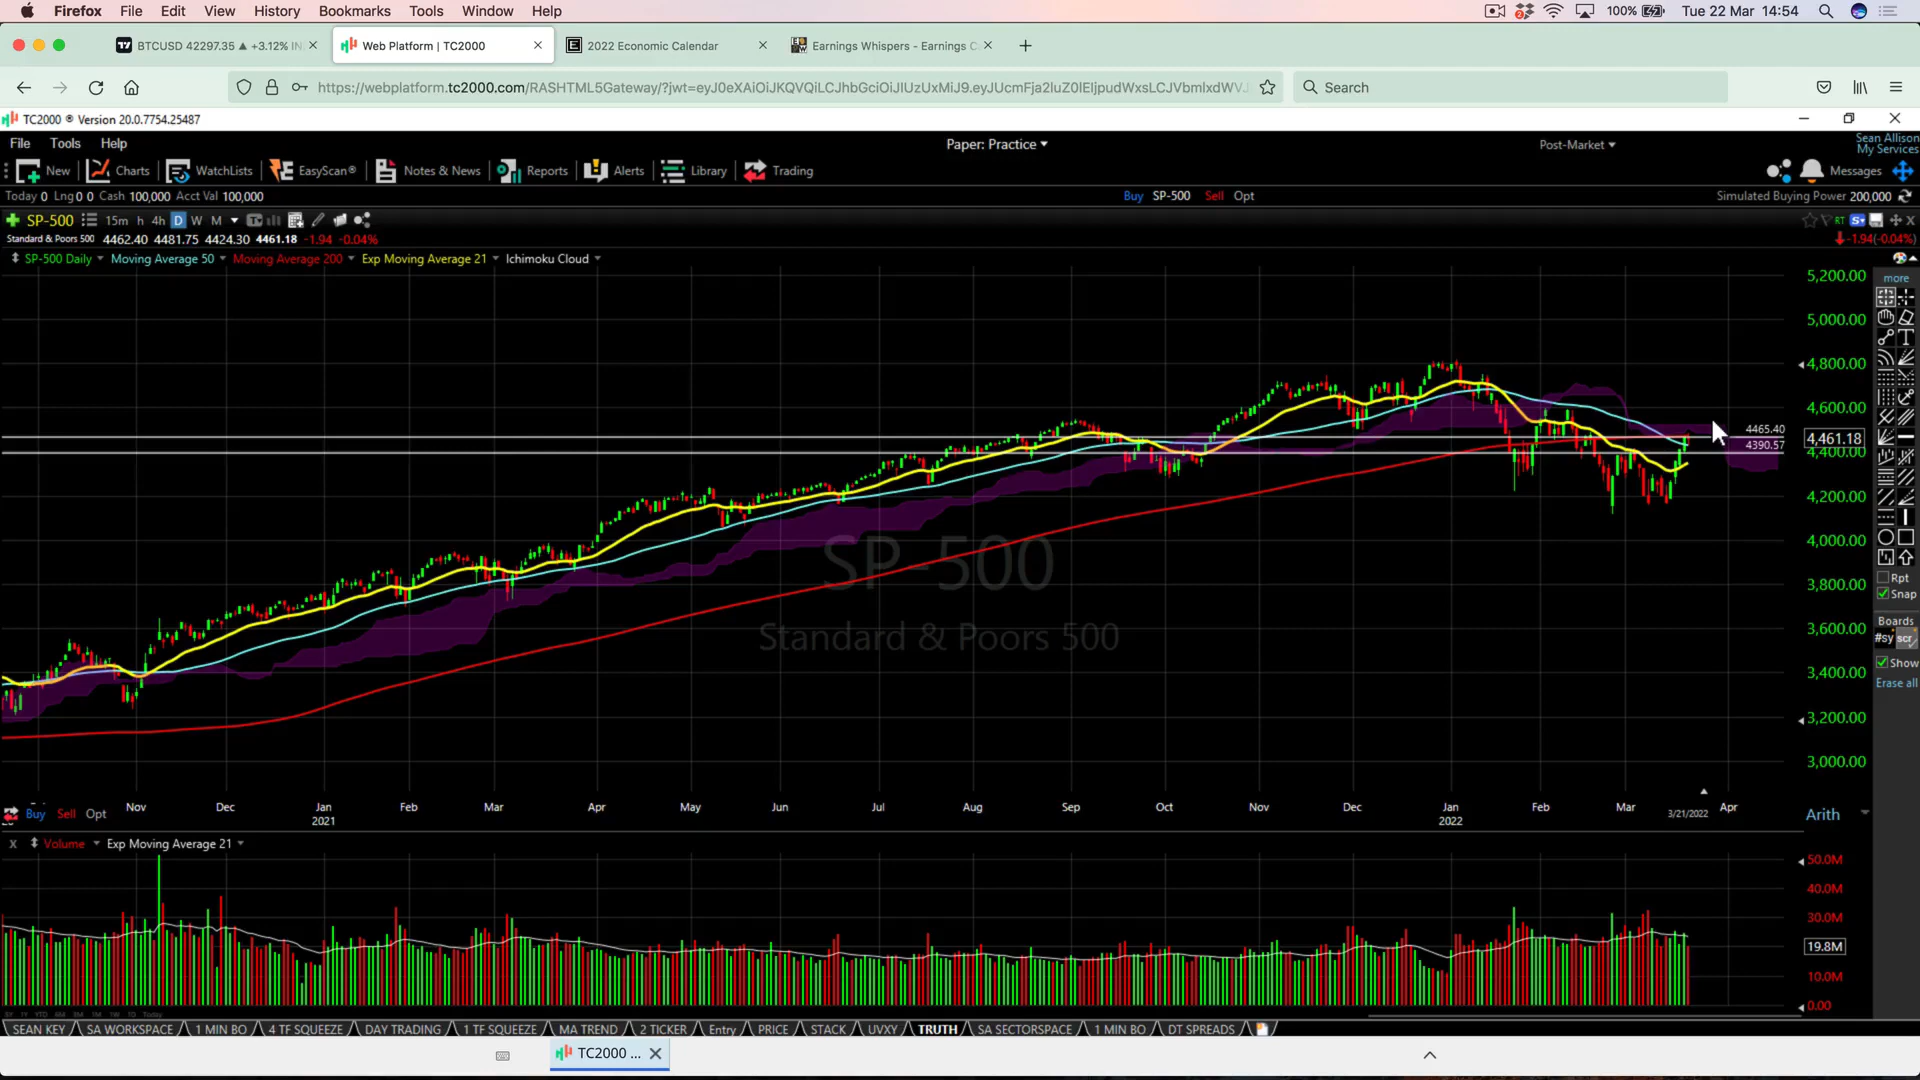 Firefox File Edit View History Bookmarks Tools Window Help 100% Tue 22 Mar 14:54
BTCUSD 42297.35 ▲ +3.12% Web Platform | TC2000 2022 Economic Calendar Earnings Whispers - Earnings C
Search
TC2000 ® Version 20.0.7754.25487
File Tools Help Paper: Practice Post-Market Sean Allison
My Services
New Charts WatchLists EasyScan® Notes & News Reports Alerts Library Trading Messages
Today 0 Lng 0 0 Cash 100,000 Acct Val 100,000 Buy SP-500 Sell Opt Simulated Buying Power 200,000
SP-500 15m h 4h D W M TC RT S
Standard & Poors 500 4462.40 4481.75 4424.30 4461.18 -1.94 -0.04% -1.94(-0.04%)
SP-500 Daily Moving Average 50 Moving Average 200 Exp Moving Average 21 Ichimoku Cloud
more
5,200.00
5,000.00
4,800.00
4,600.00
4465.40
4,461.18
4390.57
4,400.00
4,200.00
4,000.00
3,800.00
3,600.00
3,400.00
3,200.00
3,000.00
SP-500
Standard & Poors 500
Rpt
Snap
Boards
#sy scr
Show
Erase all
Nov Dec Jan Feb Mar Apr May Jun Jul Aug Sep Oct Nov Dec Jan Feb Mar Apr
2021 2022 3/21/2022
Buy Sell Opt Arith
X Volume Exp Moving Average 21
50.0M
40.0M
30.0M
19.8M
10.0M
0.00
SEAN KEY SA WORKSPACE 1 MIN BO 4 TF SQUEEZE DAY TRADING 1 TF SQUEEZE MA TREND 2 TICKER Entry PRICE STACK UVXY TRUTH SA SECTORSPACE 1 MIN BO DT SPREADS
TC2000 ...